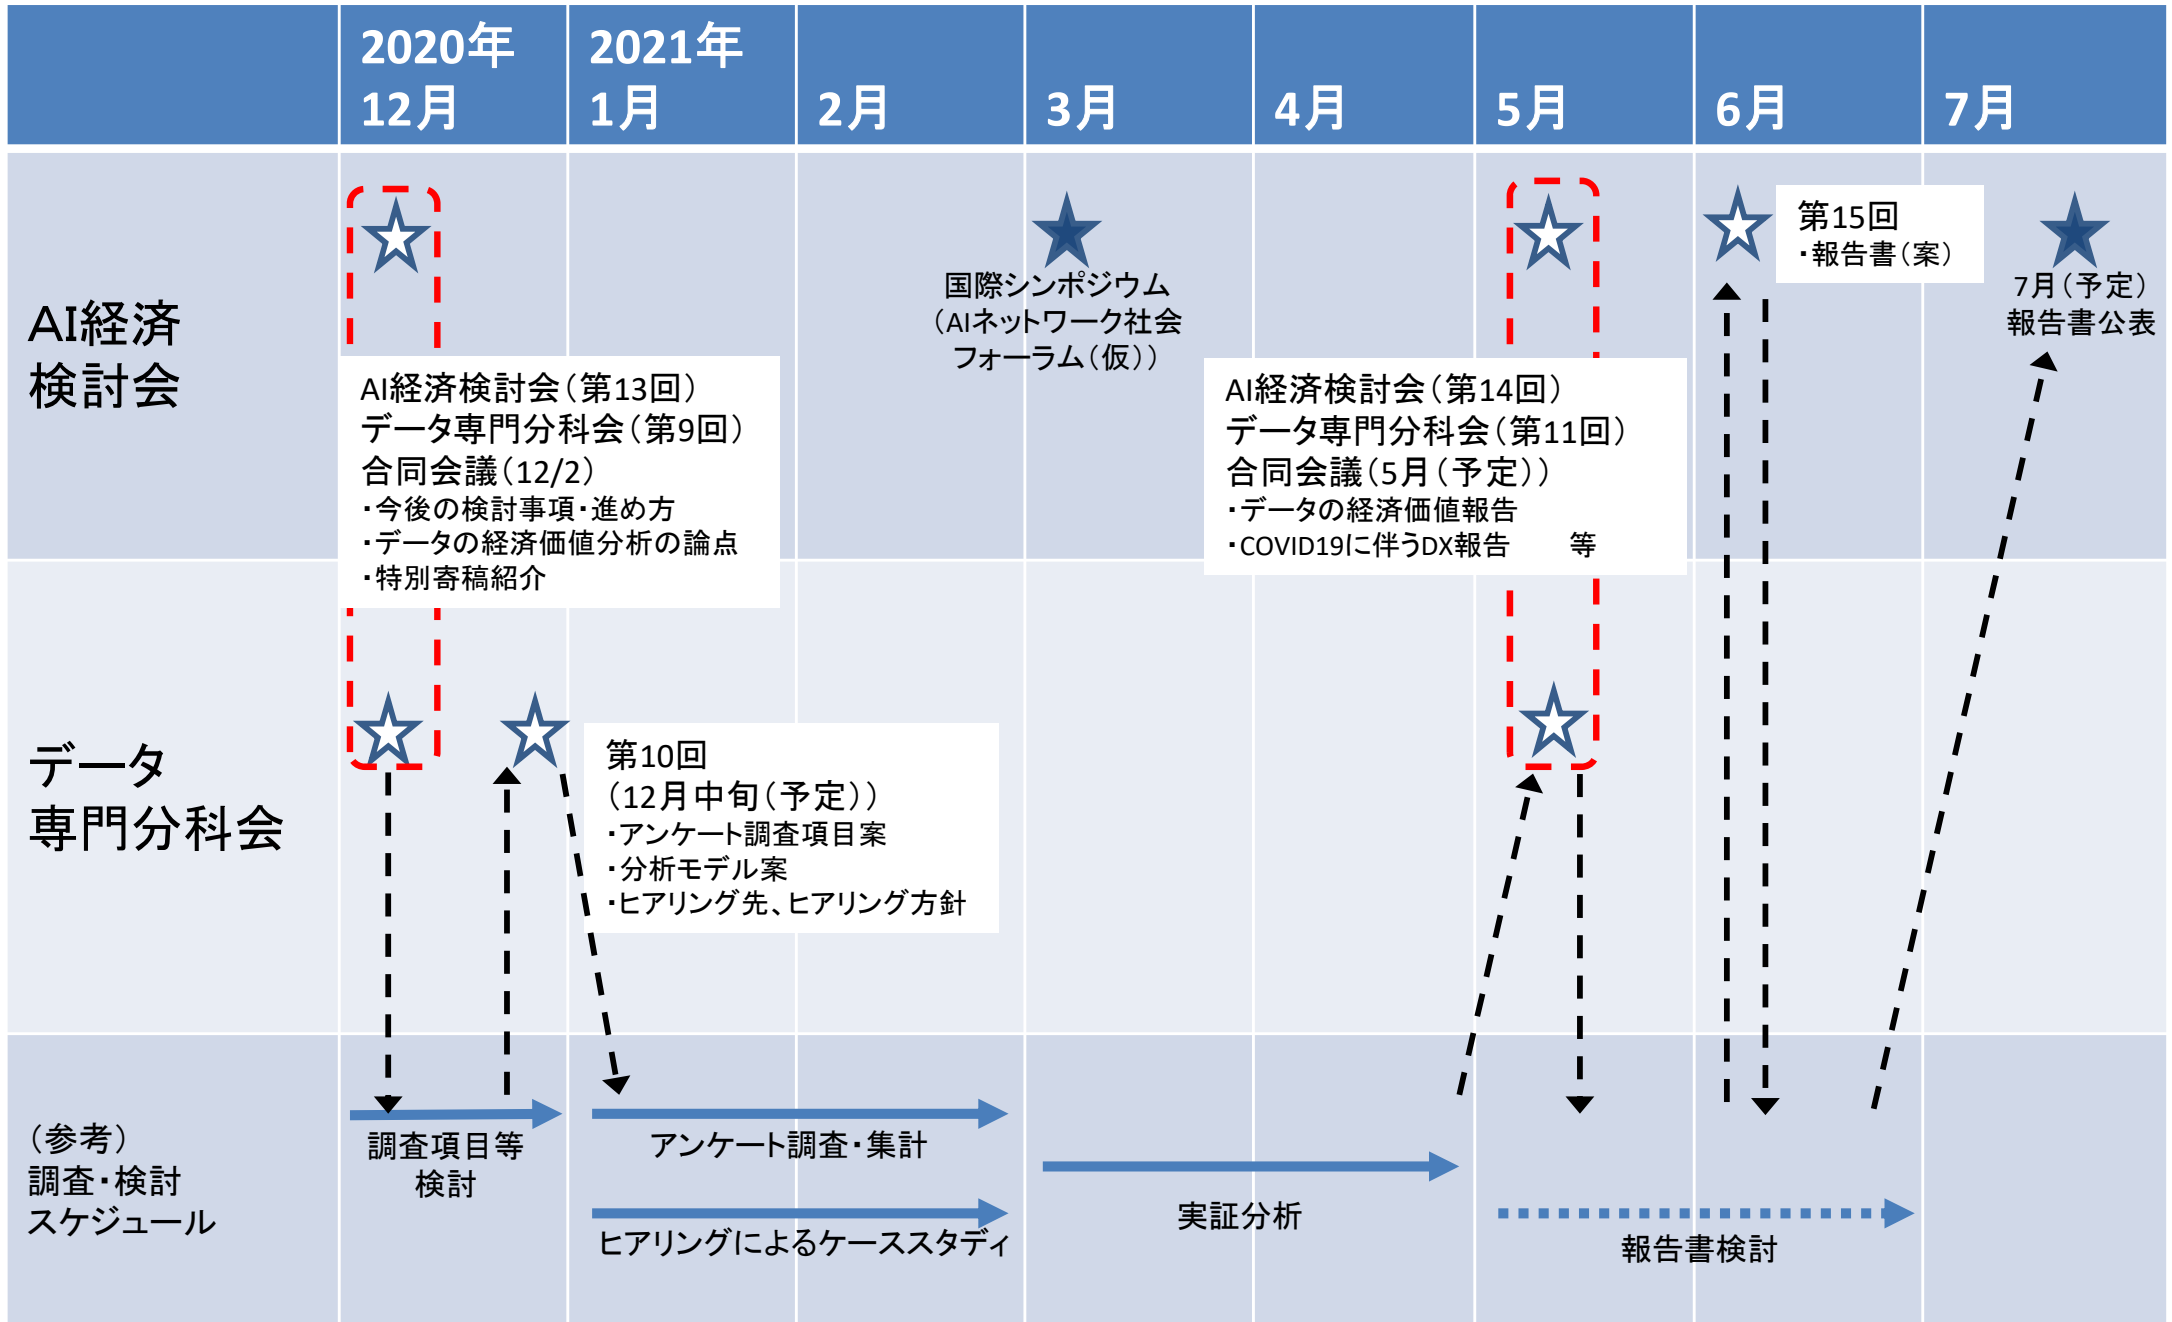 2020年
12月
2021年
1月
2月
3月
4月
5月
6月
7月
AI経済
検討会
AI経済検討会(第13回)
データ専門分科会(第9回)
合同会議(12/2)
・今後の検討事項・進め方
・データの経済価値分析の論点
・特別寄稿紹介
国際シンポジウム
(AIネットワーク社会
フォーラム(仮))
AI経済検討会(第14回)
データ専門分科会(第11回)
合同会議(5月(予定))
・データの経済価値報告
・COVID19に伴うDX報告 等
第15回
・報告書(案)
7月(予定)
報告書公表
データ
専門分科会
第10回
(12月中旬(予定))
・アンケート調査項目案
・分析モデル案
・ヒアリング先、ヒアリング方針
(参考)
調査・検討
スケジュール
調査項目等
検討
アンケート調査・集計
ヒアリングによるケーススタディ
実証分析
報告書検討